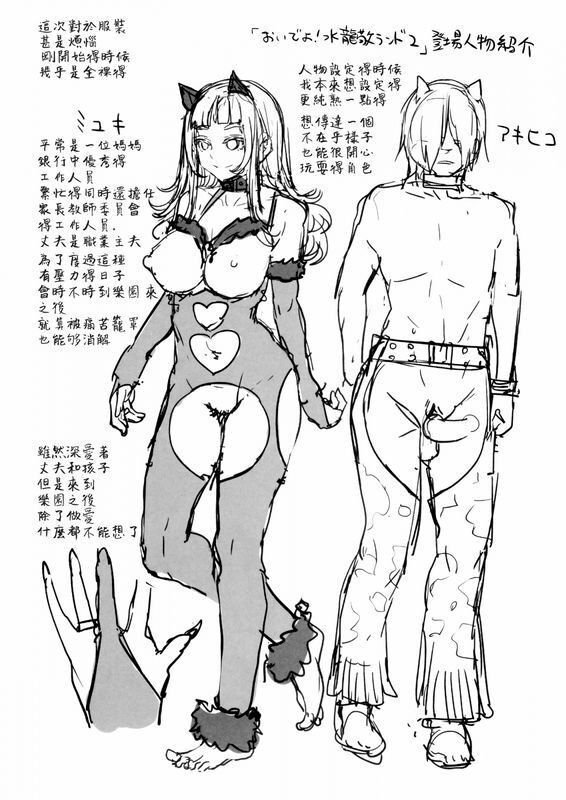 「おいでよ！水龍敬ランド2」登場人物紹介
這次對於服裝
甚是煩惱
剛開始得時候
幾乎是全裸得
ミユキ
平常是一位媽媽
銀行中優秀得
工作人員
繁忙得同時還擔任
家長教師委員會
得工作人員.
丈夫是職業主夫
為了度過這種
有壓力得日子
會時不時到樂園來
之後
就算被痛苦籠罩
也能夠消解
雖然深愛著
丈夫和孩子
但是來到
樂園之後
除了做愛
什麼都不能想了
人物設定得時候
我本來想設定得
更純熟一點得
想傳達一個
不在乎樣子
也能很開心
玩耍得角色
アキヒコ